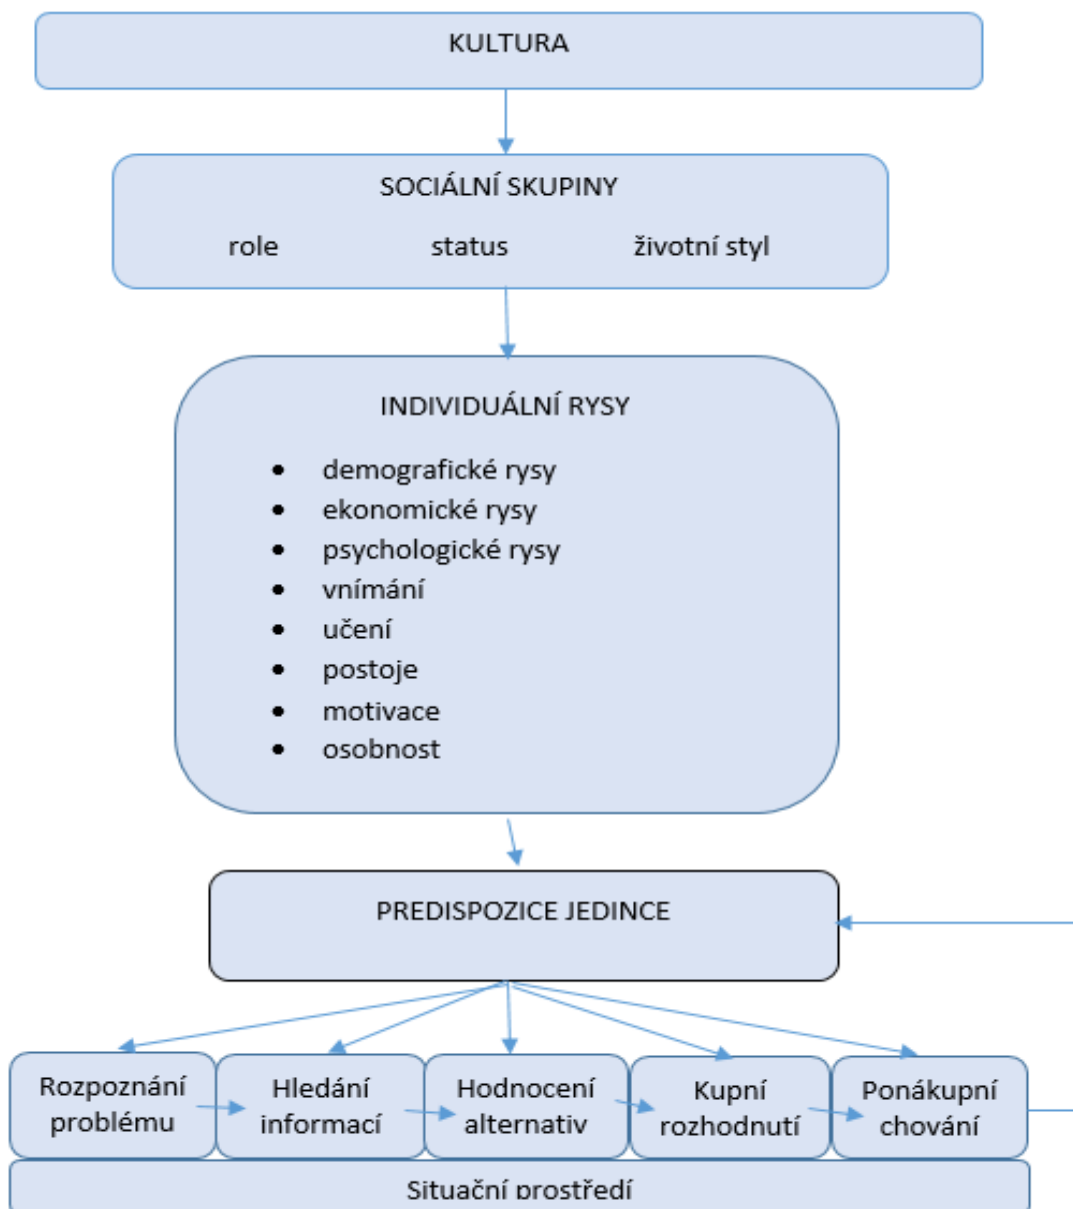 KULTURA
SOCIÁLNÍ SKUPINY
role status životní styl
INDIVIDUÁLNÍ RYSY
• demografické rysy
• ekonomické rysy
• psychologické rysy
• vnímání
• učení
• postoje
• motivace
• osobnost
PREDISPOZICE JEDINCE
Rozpoznání
problému
Hledání
informací
Hodnocení
alternativ
Kupní
rozhodnutí
Ponákupní
chování
Situační prostředí